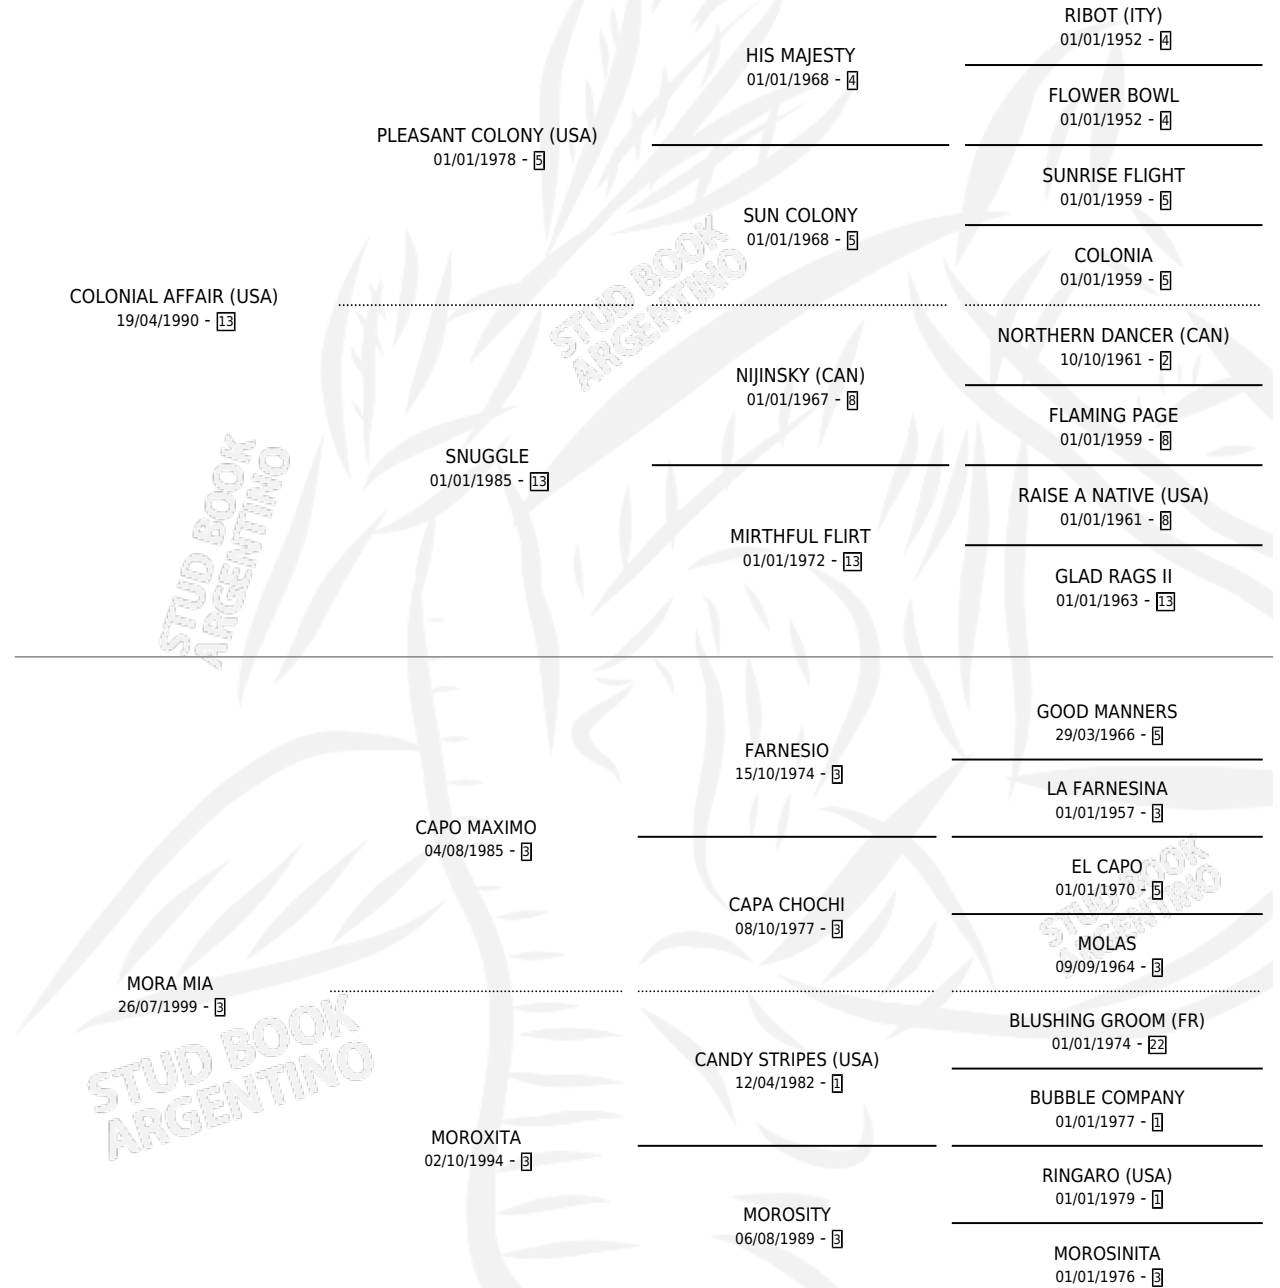 COLONIAL AFFAIR (USA)
19/04/1990 - 13
PLEASANT COLONY (USA)
01/01/1978 - 5
SNUGGLE
01/01/1985 - 13
HIS MAJESTY
01/01/1968 - 4
SUN COLONY
01/01/1968 - 5
NIJINSKY (CAN)
01/01/1967 - 8
MIRTHFUL FLIRT
01/01/1972 - 13
RIBOT (ITY)
01/01/1952 - 4
FLOWER BOWL
01/01/1952 - 4
SUNRISE FLIGHT
01/01/1959 - 5
COLONIA
01/01/1959 - 5
NORTHERN DANCER (CAN)
10/10/1961 - 2
FLAMING PAGE
01/01/1959 - 8
RAISE A NATIVE (USA)
01/01/1961 - 8
GLAD RAGS II
01/01/1963 - 13
STUD BOOK
ARGENTINO
STUD BOOK
ARGENTINO
MORA MIA
26/07/1999 - 3
CAPO MAXIMO
04/08/1985 - 3
MOROXITA
02/10/1994 - 3
FARNESIO
15/10/1974 - 3
CAPA CHOCHI
08/10/1977 - 3
CANDY STRIPES (USA)
12/04/1982 - 1
MOROSITY
06/08/1989 - 3
GOOD MANNERS
29/03/1966 - 5
LA FARNESINA
01/01/1957 - 3
EL CAPO
01/01/1970 - 5
MOLAS
09/09/1964 - 3
BLUSHING GROOM (FR)
01/01/1974 - 22
BUBBLE COMPANY
01/01/1977 - 1
RINGARO (USA)
01/01/1979 - 1
MOROSINITA
01/01/1976 - 3
STUD BOOK
ARGENTINO
STUD BOOK
ARGENTINO